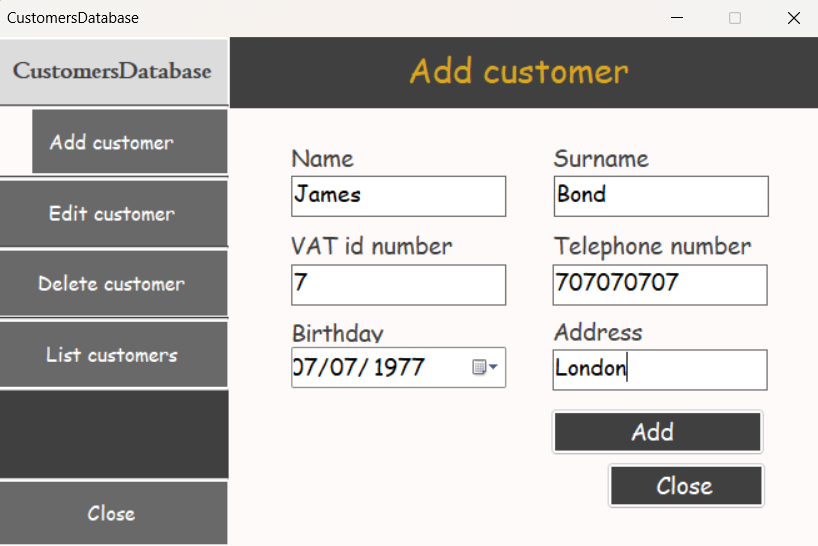 CustomersDatabase
CustomersDatabase
Add customer
Edit customer
Delete customer
List customers
Close
Add customer
Name
James
Surname
Bond
VAT id number
7
Telephone number
707070707
Birthday
07/07/ 1977
Address
London
Add
Close